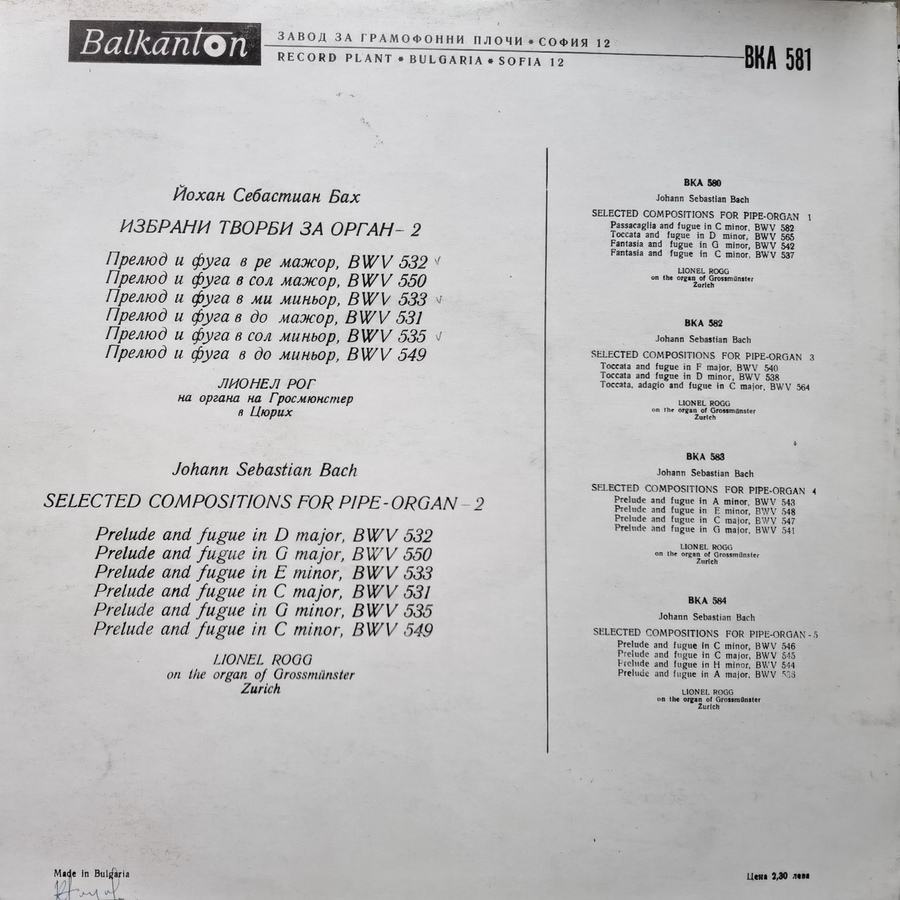 Balkanton
ЗАВОД ЗА ГРАМОФОННИ ПЛОЧИ • СОФИЯ 12
RECORD PLANT • BULGARIA • SOFIA 12
BKA 581
Йохан Себастиан Бах
ИЗБРАНИ ТВОРБИ ЗА ОРГАН - 2
Прелюд и фуга в ре мажор, BWV 532
Прелюд и фуга в сол мажор, BWV 550
Прелюд и фуга в ми миньор, BWV 533
Прелюд и фуга в до мажор, BWV 531
Прелюд и фуга в сол миньор, BWV 535
Прелюд и фуга в до миньор, BWV 549
ЛИОНЕЛ РОГ
на органа на Гросмюнстер
в Цюрих
Johann Sebastian Bach
SELECTED COMPOSITIONS FOR PIPE-ORGAN - 2
Prelude and fugue in D major, BWV 532
Prelude and fugue in G major, BWV 550
Prelude and fugue in E minor, BWV 533
Prelude and fugue in C major, BWV 531
Prelude and fugue in G minor, BWV 535
Prelude and fugue in C minor, BWV 549
LIONEL ROGG
on the organ of Grossmünster
Zurich
BKA 580
Johann Sebastian Bach
SELECTED COMPOSITIONS FOR PIPE-ORGAN 1
Passacaglia and fugue in C minor, BWV 582
Toccata and fugue in D minor, BWV 565
Fantasia and fugue in G minor, BWV 542
Fantasia and fugue in C minor, BWV 537
LIONEL ROGG
on the organ of Grossmünster
Zurich
BKA 582
Johann Sebastian Bach
SELECTED COMPOSITIONS FOR PIPE-ORGAN 3
Toccata and fugue in F major, BWV 540
Toccata and fugue in D minor, BWV 538
Toccata, adagio and fugue in C major, BWV 564
LIONEL ROGG
on the organ of Grossmünster
Zurich
BKA 583
Johann Sebastian Bach
SELECTED COMPOSITIONS FOR PIPE-ORGAN 4
Prelude and fugue in A minor, BWV 543
Prelude and fugue in E minor, BWV 548
Prelude and fugue in C major, BWV 547
Prelude and fugue in G major, BWV 541
LIONEL ROGG
on the organ of Grossmünster
Zurich
BKA 584
Johann Sebastian Bach
SELECTED COMPOSITIONS FOR PIPE-ORGAN - 5
Prelude and fugue in C minor, BWV 546
Prelude and fugue in C major, BWV 545
Prelude and fugue in H minor, BWV 544
Prelude and fugue in A major, BWV
LIONEL ROGG
on the organ of Grossmünster
Zurich
Made in Bulgaria
Цена 2,30 лева